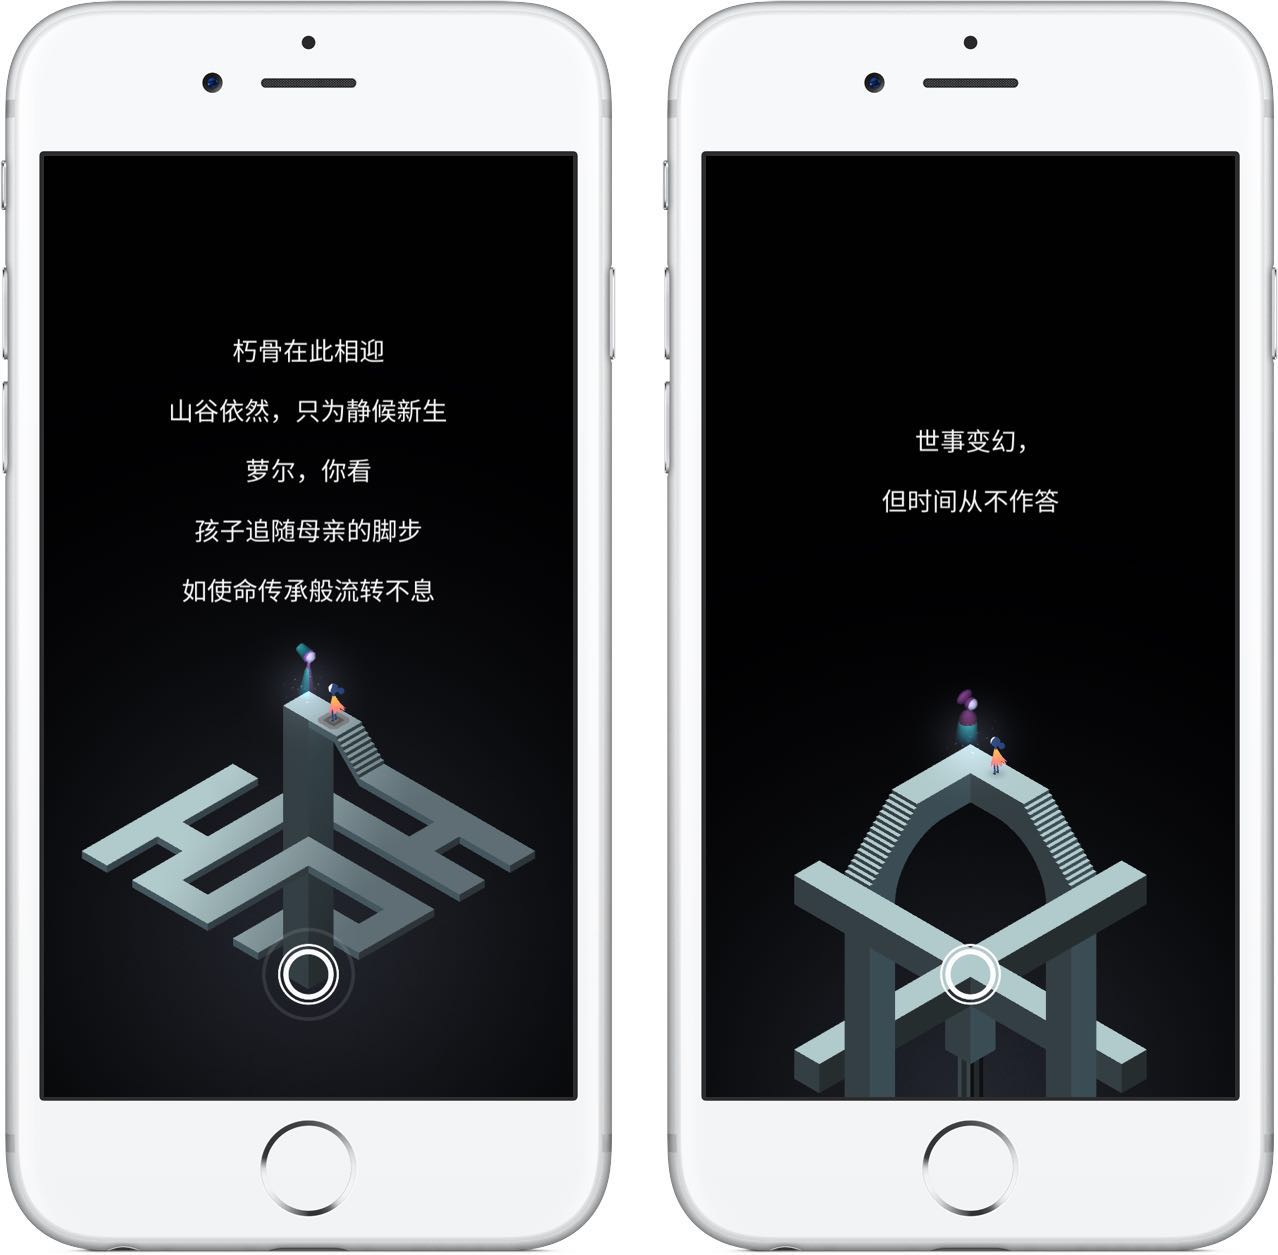 朽骨在此相迎
山谷依然，只为静候新生
萝尔，你看
孩子追随母亲的脚步
如使命传承般流转不息
世事变幻，
但时间从不作答